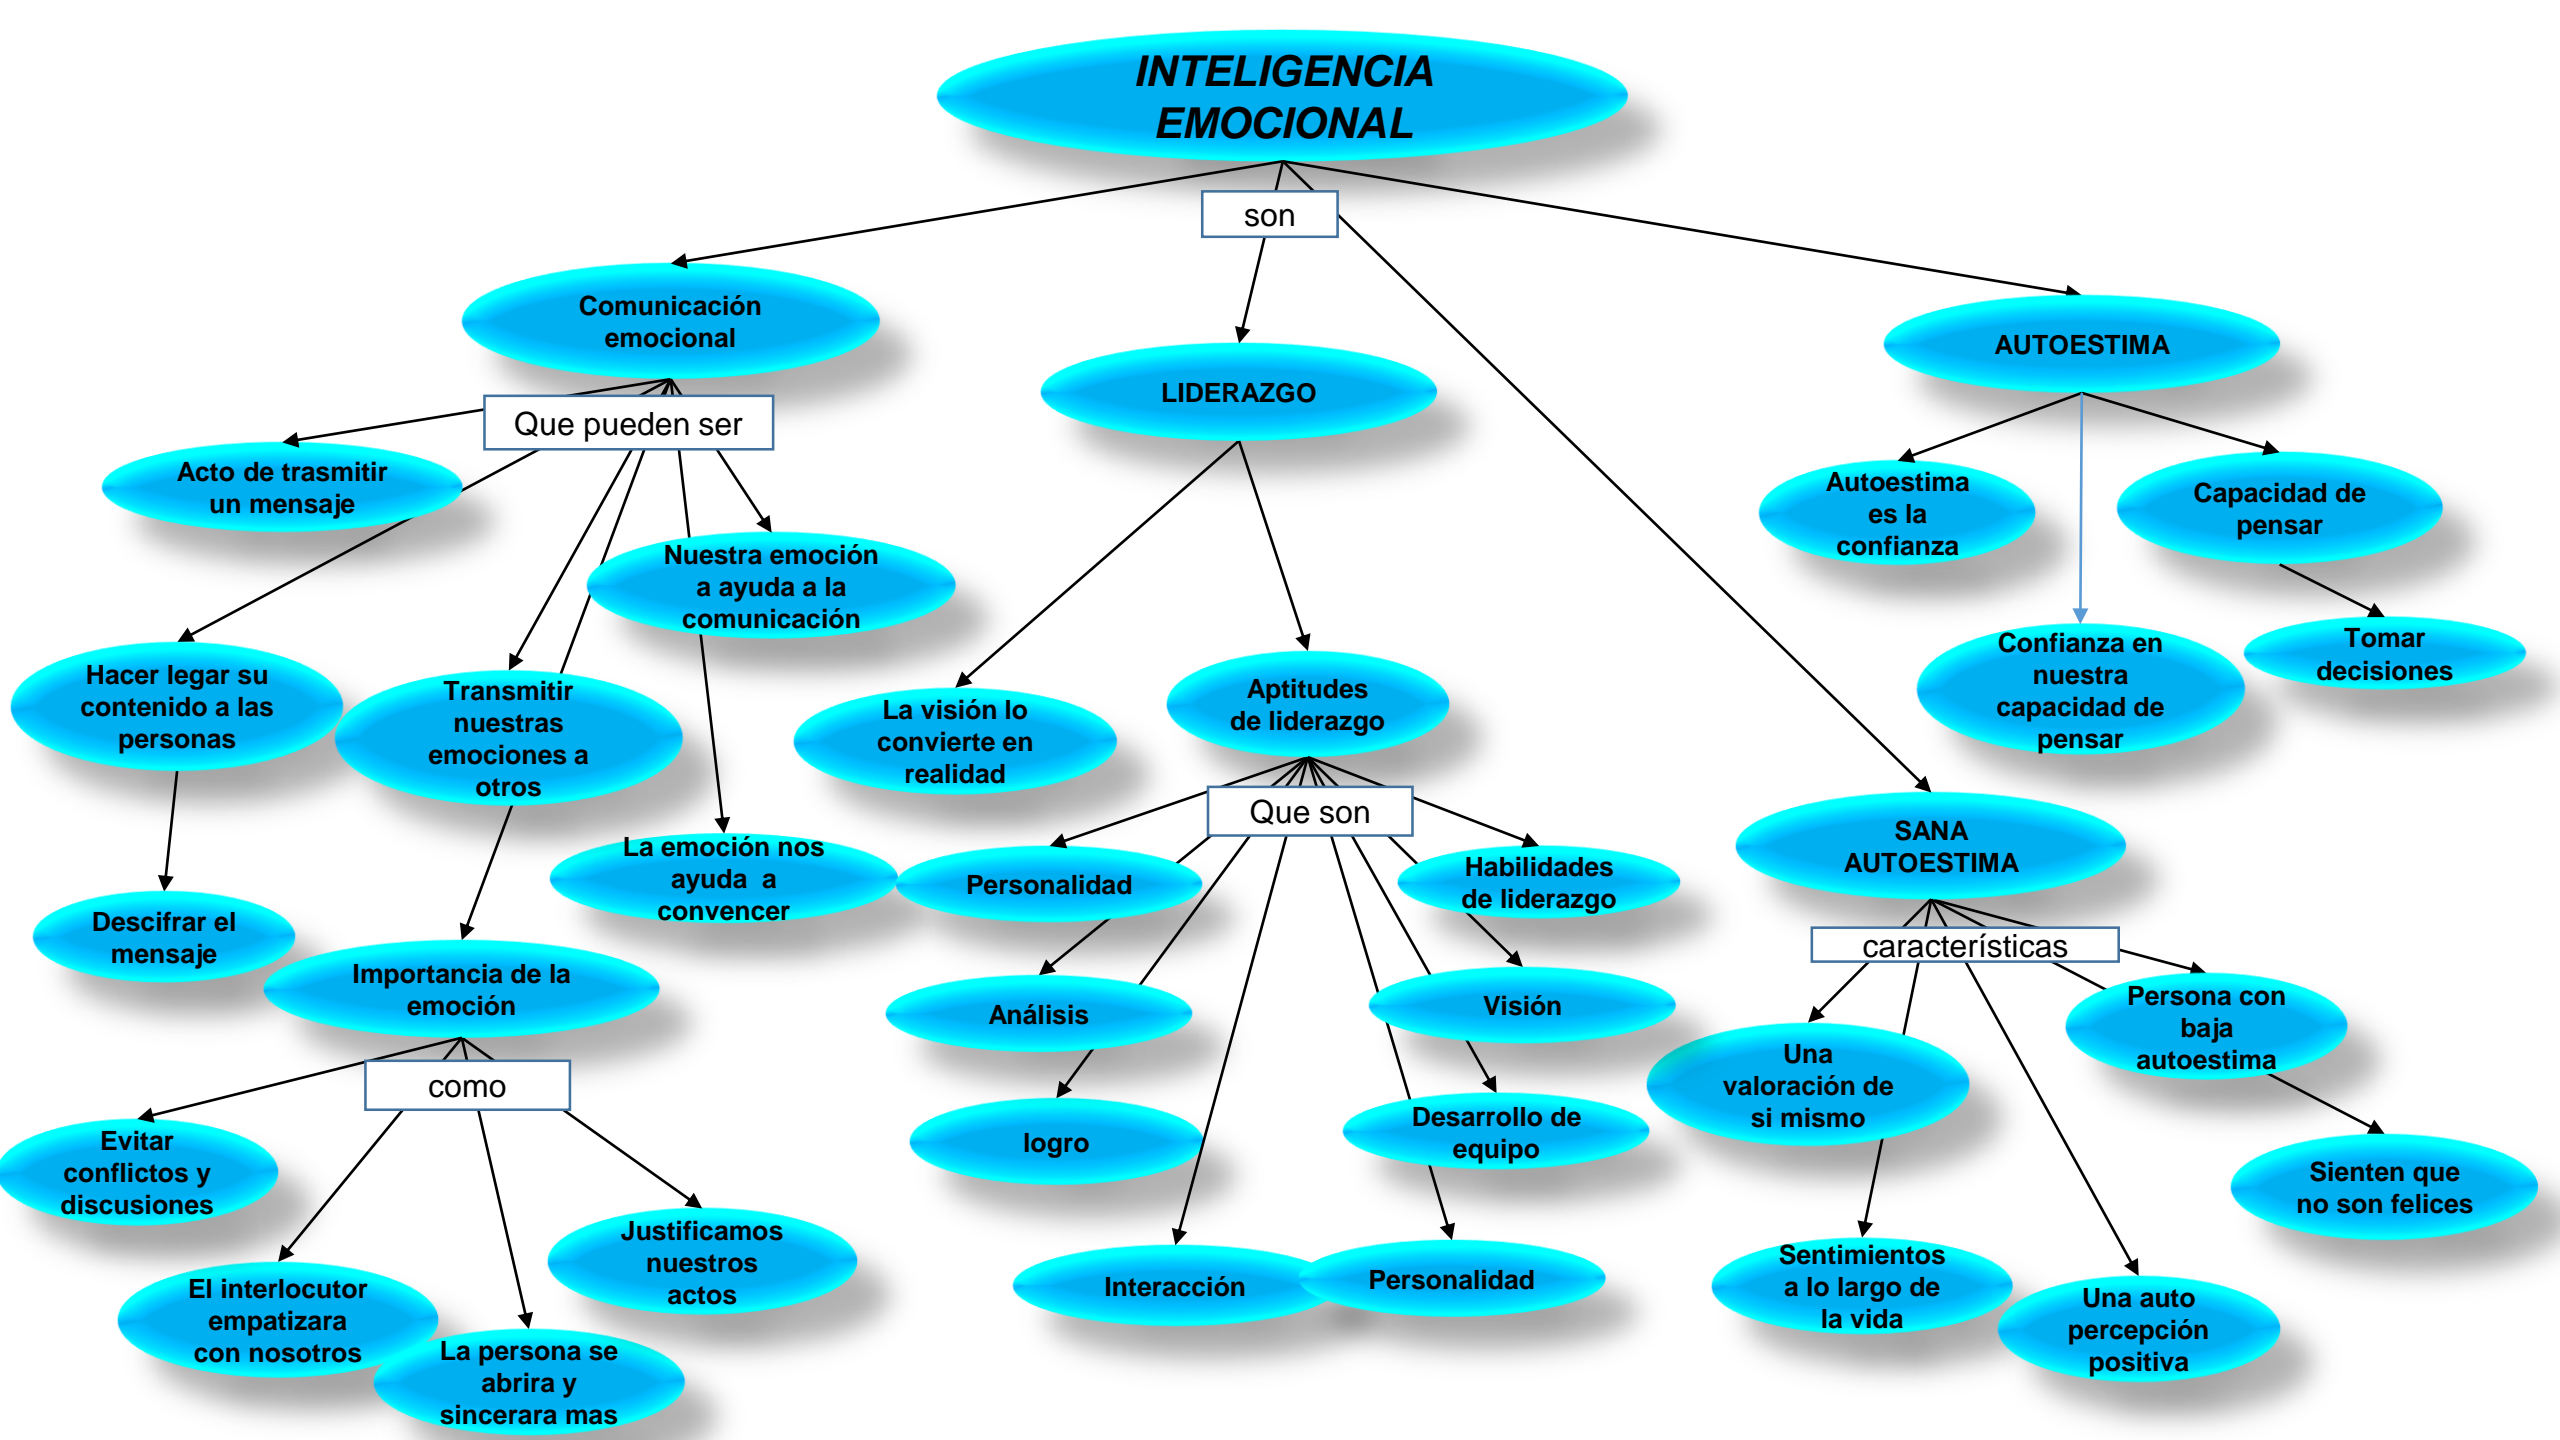 INTELIGENCIA
EMOCIONAL
son
Comunicación
emocional
LIDERAZGO
AUTOESTIMA
Que pueden ser
Acto de trasmitir
un mensaje
Nuestra emoción
a ayuda a la
comunicación
Autoestima
es la
confianza
Capacidad de
pensar
Hacer legar su
contenido a las
personas
Transmitir
nuestras
emociones a
otros
La visión lo
convierte en
realidad
Aptitudes
de liderazgo
Confianza en
nuestra
capacidad de
pensar
Tomar
decisiones
Que son
La emoción nos
ayuda  a
convencer
Personalidad
Habilidades
de liderazgo
SANA
AUTOESTIMA
Descifrar el
mensaje
Importancia de la
emoción
Análisis
Visión
características
Una
valoración de
si mismo
Persona con
baja
autoestima
como
logro
Desarrollo de
equipo
Evitar
conflictos y
discusiones
Justificamos
nuestros
actos
Sienten que
no son felices
El interlocutor
empatizara
con nosotros
La persona se
abrira y
sincerara mas
Interacción
Personalidad
Sentimientos
a lo largo de
la vida
Una auto
percepción
positiva